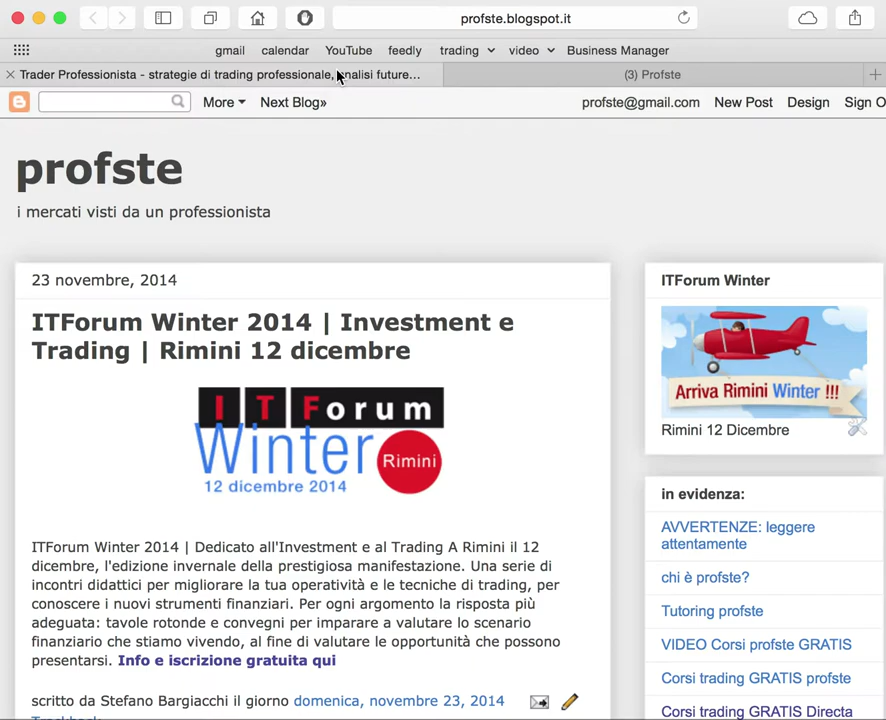 profste.blogspot.it
gmail calendar YouTube feedly trading video Business Manager
Trader Professionista - strategie di trading professionale, analisi future... (3) Profste
More Next Blog» profste@gmail.com New Post Design Sign O
profste
i mercati visti da un professionista
23 novembre, 2014
ITForum Winter 2014 | Investment e
Trading | Rimini 12 dicembre
ITForum
Winter
Rimini
12 dicembre 2014
ITForum Winter 2014 | Dedicato all'Investment e al Trading A Rimini il 12
dicembre, l'edizione invernale della prestigiosa manifestazione. Una serie di
incontri didattici per migliorare la tua operatività e le tecniche di trading, per
conoscere i nuovi strumenti finanziari. Per ogni argomento la risposta più
adeguata: tavole rotonde e convegni per imparare a valutare lo scenario
finanziario che stiamo vivendo, al fine di valutare le opportunità che possono
presentarsi. Info e iscrizione gratuita qui
scritto da Stefano Bargiacchi il giorno domenica, novembre 23, 2014
Trackback
ITForum Winter
Arriva Rimini Winter !!!
Rimini 12 Dicembre
in evidenza:
AVVERTENZE: leggere
attentamente
chi è profste?
Tutoring profste
VIDEO Corsi profste GRATIS
Corsi trading GRATIS profste
Corsi trading GRATIS Directa